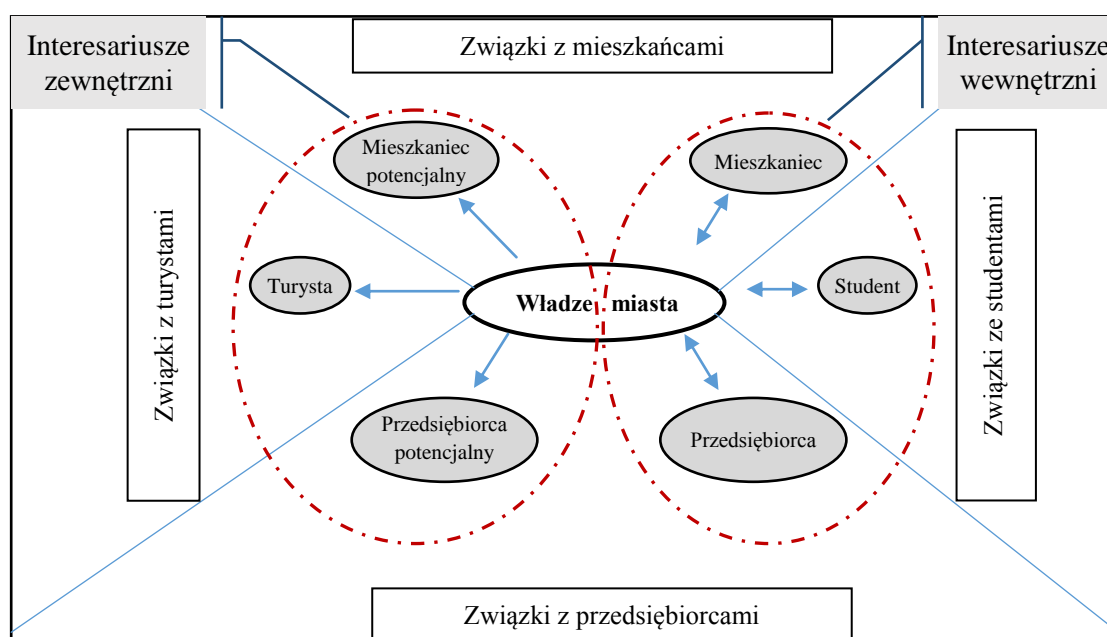 Interesariusze
zewnętrzni
Związki z mieszkańcami
Interesariusze
wewnętrzni
Mieszkaniec
potencjalny
Mieszkaniec
Związki z turystami
Turysta
Władze miasta
Student
Związki ze studentami
Przedsiębiorca
potencjalny
Przedsiębiorca
Związki z przedsiębiorcami